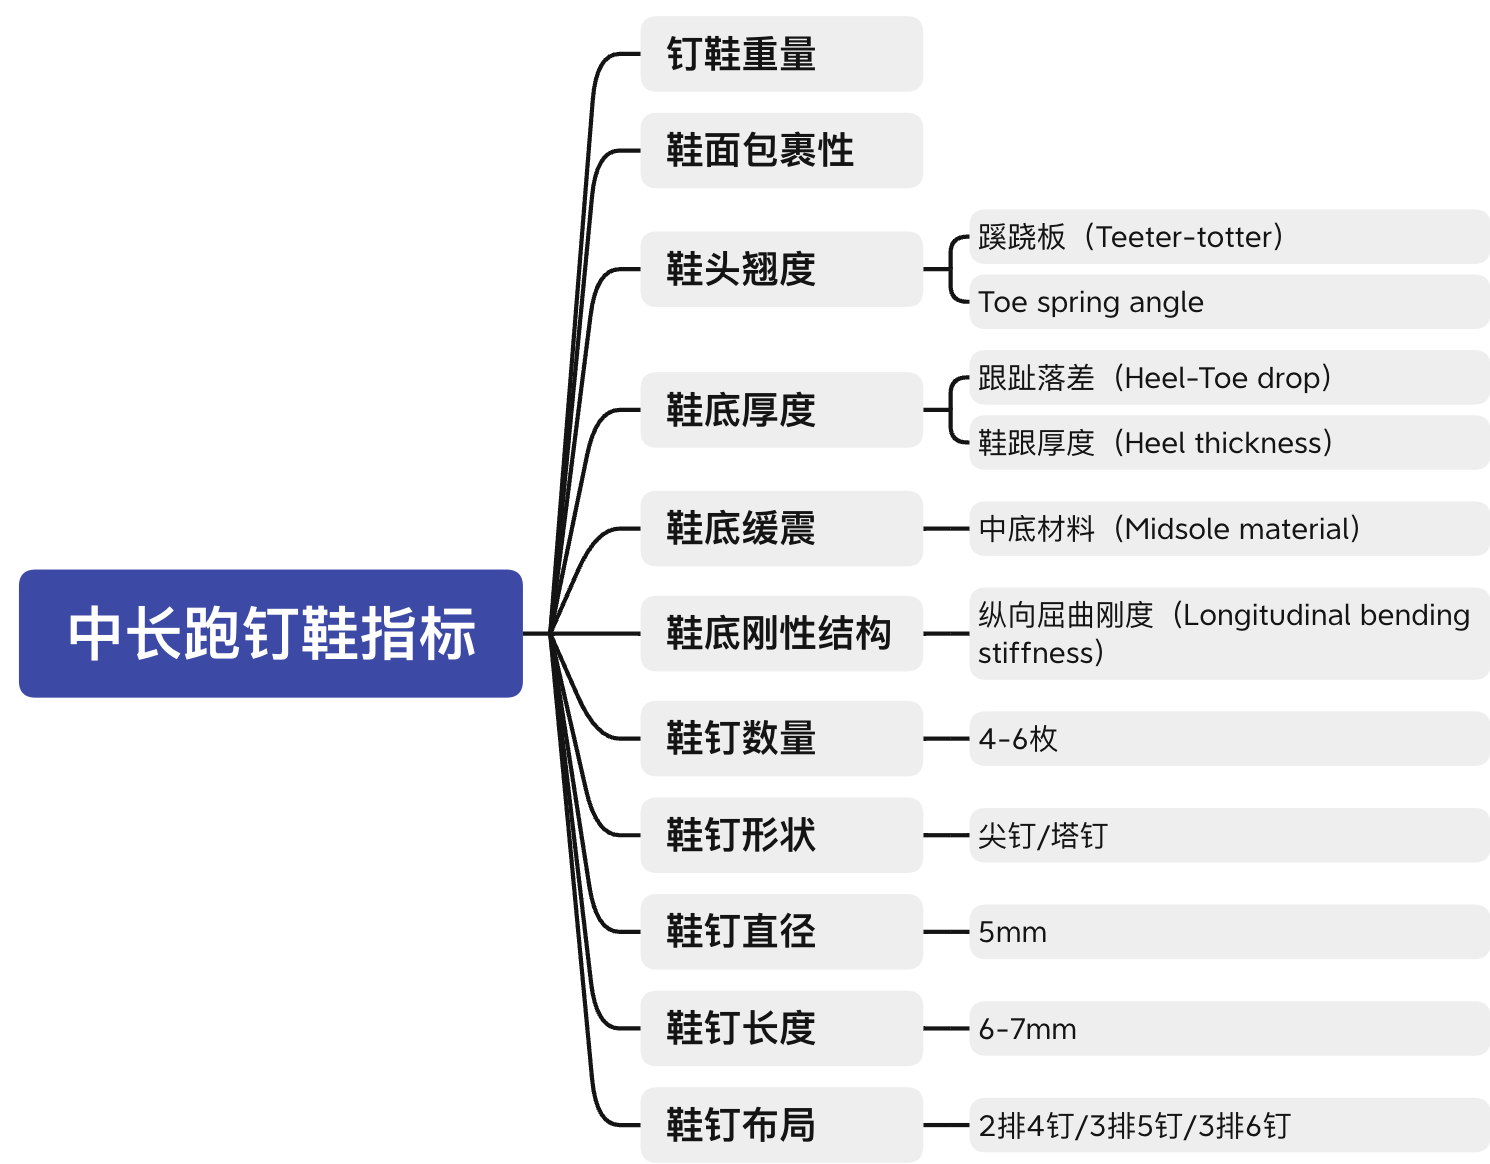 中长跑钉鞋指标
钉鞋重量
鞋面包裹性
鞋头翘度
蹊跷板（Teeter-totter）
Toe spring angle
鞋底厚度
跟趾落差（Heel-Toe drop）
鞋跟厚度（Heel thickness）
鞋底缓震
中底材料（Midsole material）
鞋底刚性结构
纵向屈曲刚度（Longitudinal bending
stiffness）
鞋钉数量
4-6枚
鞋钉形状
尖钉/塔钉
鞋钉直径
5mm
鞋钉长度
6-7mm
鞋钉布局
2排4钉/3排5钉/3排6钉